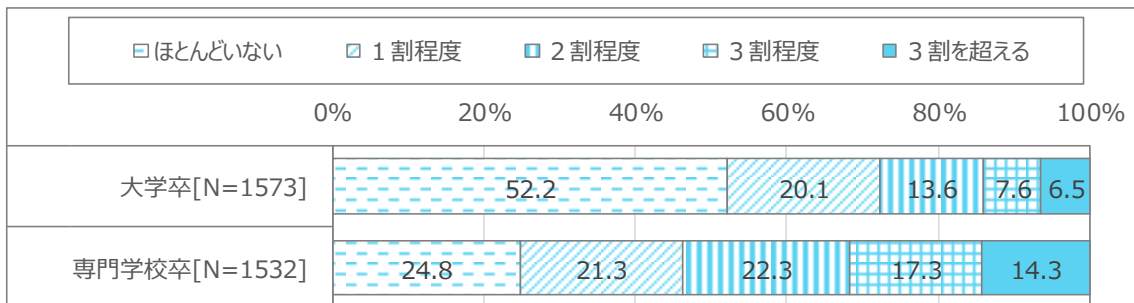 ほとんどいない １割程度 ２割程度 ３割程度 ３割を超える
0% 20% 40% 60% 80% 100%
大学卒[N=1573] 52.2 20.1 13.6 7.6 6.5
専門学校卒[N=1532] 24.8 21.3 22.3 17.3 14.3